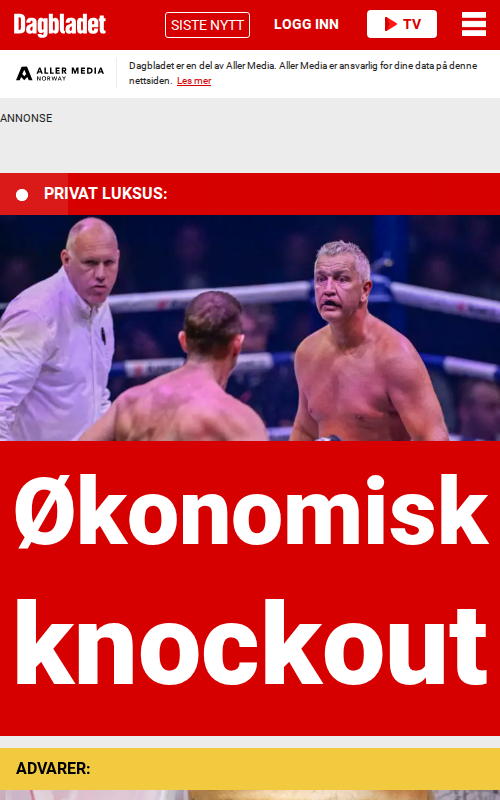 Dagbladet
SISTE NYTT
LOGG INN
TV
ALLER MEDIA
NORWAY
Dagbladet er en del av Aller Media. Aller Media er ansvarlig for dine data på denne
nettsiden. Les mer
ANNONSE
PRIVAT LUKSUS:
Økonomisk
knockout
ADVARER: